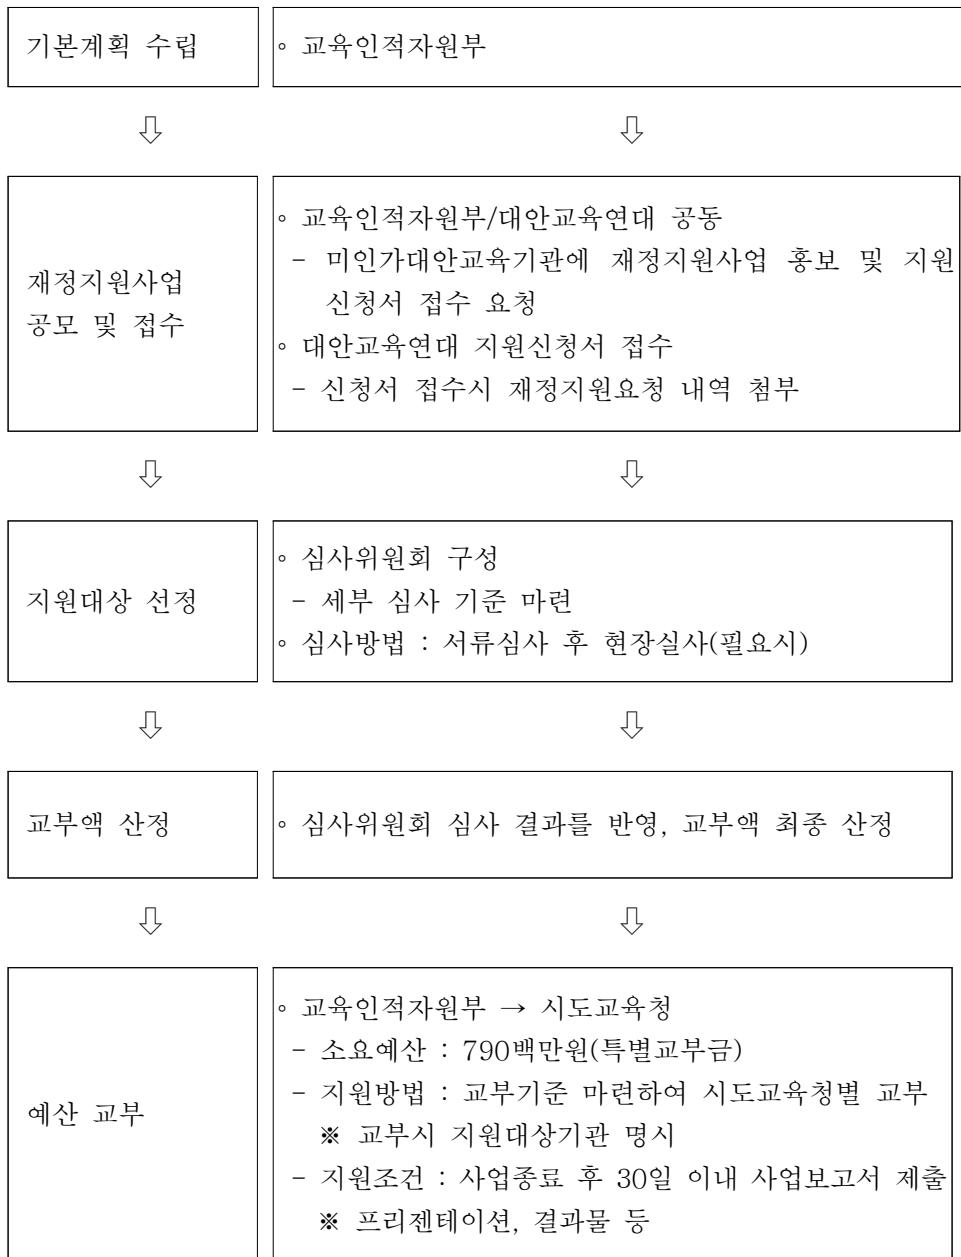 기본계획 수립
◦ 교육인적자원부
⇩ ⇩
재정지원사업
공모 및 접수
◦ 교육인적자원부/대안교육연대 공동
- 미인가대안교육기관에 재정지원사업 홍보 및 지원
신청서 접수 요청
◦ 대안교육연대 지원신청서 접수
- 신청서 접수시 재정지원요청 내역 첨부
⇩ ⇩
지원대상 선정
◦ 심사위원회 구성
- 세부 심사 기준 마련
◦ 심사방법 : 서류심사 후 현장실사(필요시)
⇩ ⇩
교부액 산정
◦ 심사위원회 심사 결과를 반영, 교부액 최종 산정
⇩ ⇩
예산 교부
◦ 교육인적자원부 → 시도교육청
- 소요예산 : 790백만원(특별교부금)
- 지원방법 : 교부기준 마련하여 시도교육청별 교부
※ 교부시 지원대상기관 명시
- 지원조건 : 사업종료 후 30일 이내 사업보고서 제출
※ 프리젠테이션, 결과물 등